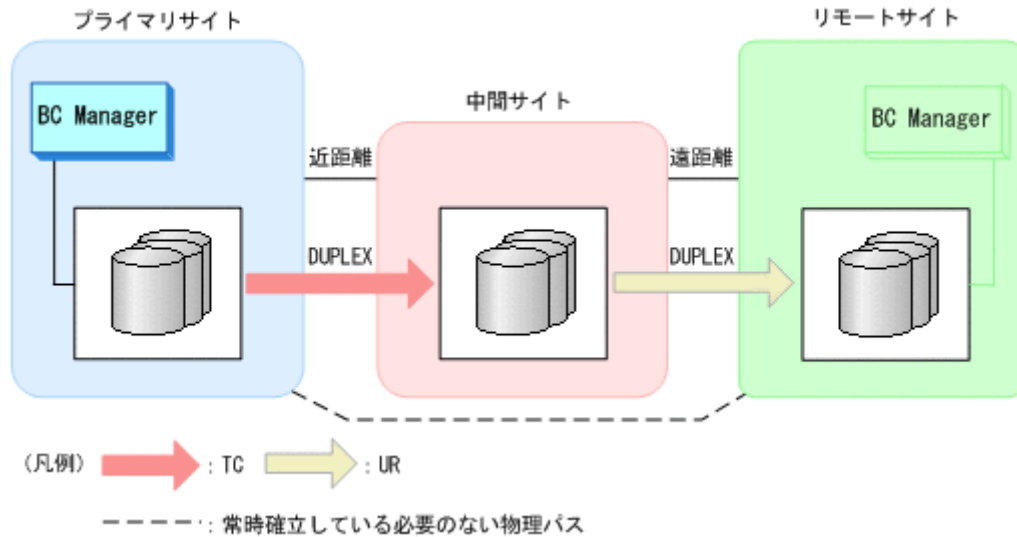 プライマリサイト
リモートサイト
中間サイト
BC Manager
BC Manager
近距離
遠距離
DUPLEX
DUPLEX
(凡例)
: TC
: UR
: 常時確立している必要のない物理パス